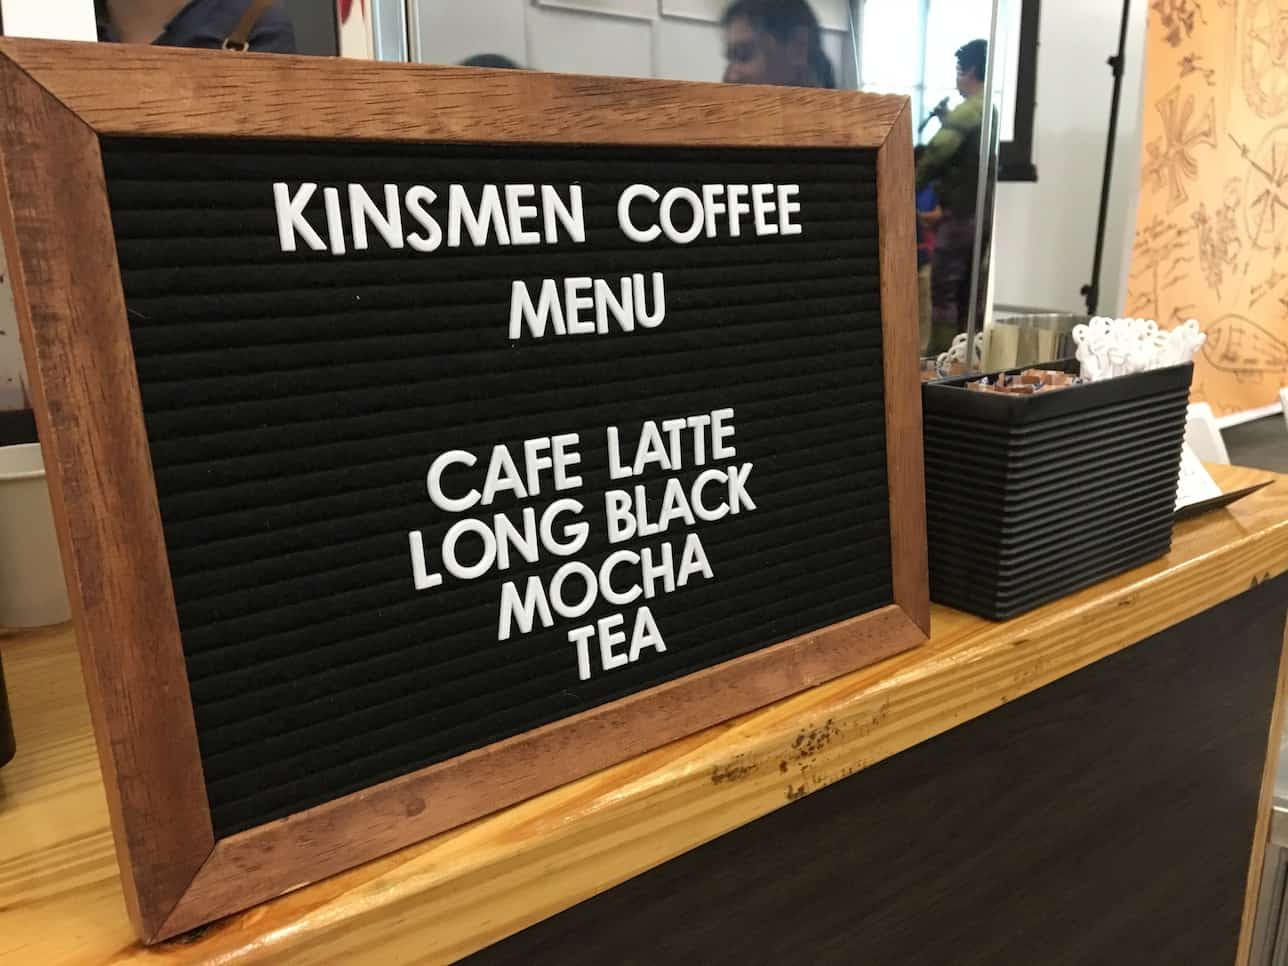 KINSMEN COFFEE
MENU
CAFE LATTE
LONG BLACK
MOCHA
TEA